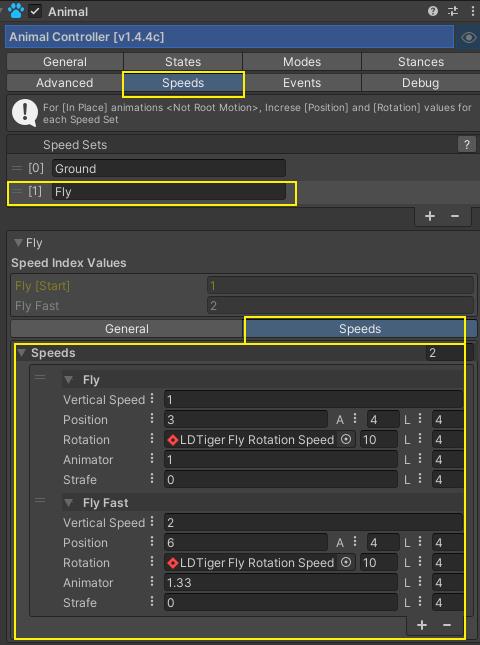 Animal
Animal Controller [v1.4.4c]
General States Modes Stances
Advanced Speeds Events Debug
For [In Place] animations <Not Root Motion>, Increse [Position] and [Rotation] values for
each Speed Set
Speed Sets ?
[0] Ground
[1] Fly
+ −
Fly
Speed Index Values
Fly [Start] 1
Fly Fast 2
General Speeds
Speeds 2
Fly
Vertical Speed 1
Position 3 A 4 L 4
Rotation LDTiger Fly Rotation Speed 10 L 4
Animator 1 L 4
Strafe 0 L 4
Fly Fast
Vertical Speed 2
Position 6 A 4 L 4
Rotation LDTiger Fly Rotation Speed 10 L 4
Animator 1.33 L 4
Strafe 0 L 4
+ −